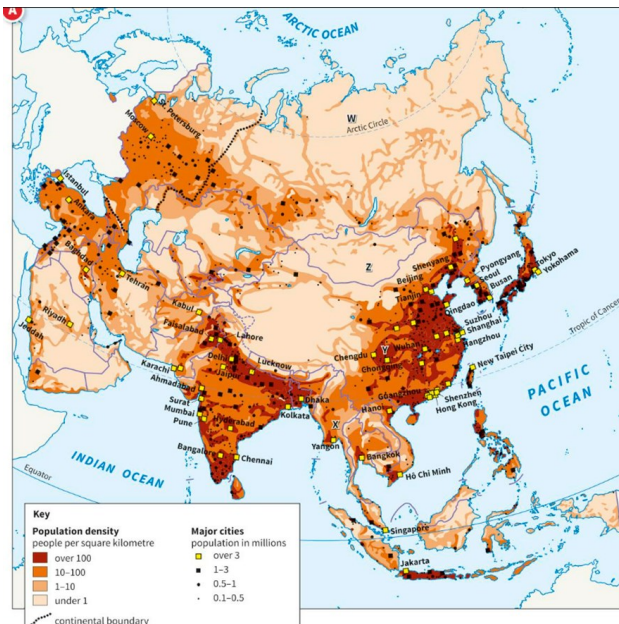 A
ARCTIC OCEAN
W
Arctic Circle
St. Petersburg
Moscow
Istanbul
Ankara
Baghdad
Tehran
Riyadh
Jeddah
Kabul
Faisalabad
Lahore
Delhi
Jaipur
Lucknow
Karachi
Ahmadabad
Surat
Mumbai
Pune
Hyderabad
Bangalore
Chennai
Kolkata
Dhaka
Z
Shenyang
Beijing
Tianjin
Pyongyang
Seoul
Busan
Tokyo
Yokohama
Qingdao
Suzhou
Shanghai
Hangzhou
Wuhan
Y
Chengdu
Chongqing
Guangzhou
Shenzhen
Hong Kong
New Taipei City
Tropic of Cancer
Hanoi
X
Yangon
Bangkok
Hô Chi Minh
Singapore
Jakarta
PACIFIC
OCEAN
INDIAN OCEAN
Equator
Key
Population density
people per square kilometre
over 100
10–100
1–10
under 1
continental boundary
Major cities
population in millions
over 3
1–3
0.5–1
0.1–0.5